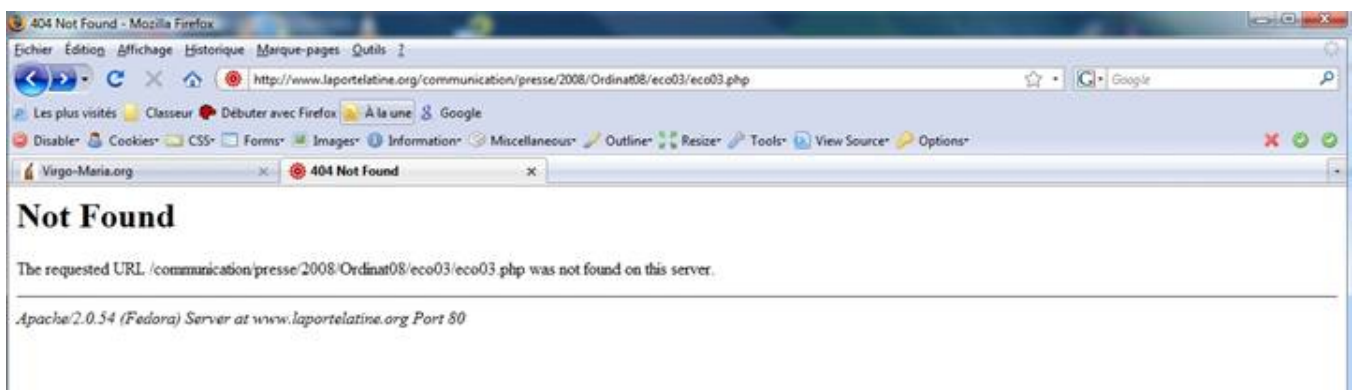 404 Not Found - Mozilla Firefox
Fichier Édition Affichage Historique Marque-pages Outils ?
http://www.laportelatine.org/communication/presse/2008/Ordinat08/eco03/eco03.php G Google
Les plus visités Classeur Débuter avec Firefox À la une Google
Disable Cookies CSS Forms Images Information Miscellaneous Outline Resize Tools View Source Options
Virgo-Maria.org 404 Not Found
Not Found
The requested URL /communication/presse/2008/Ordinat08/eco03/eco03.php was not found on this server.
Apache/2.0.54 (Fedora) Server at www.laportelatine.org Port 80